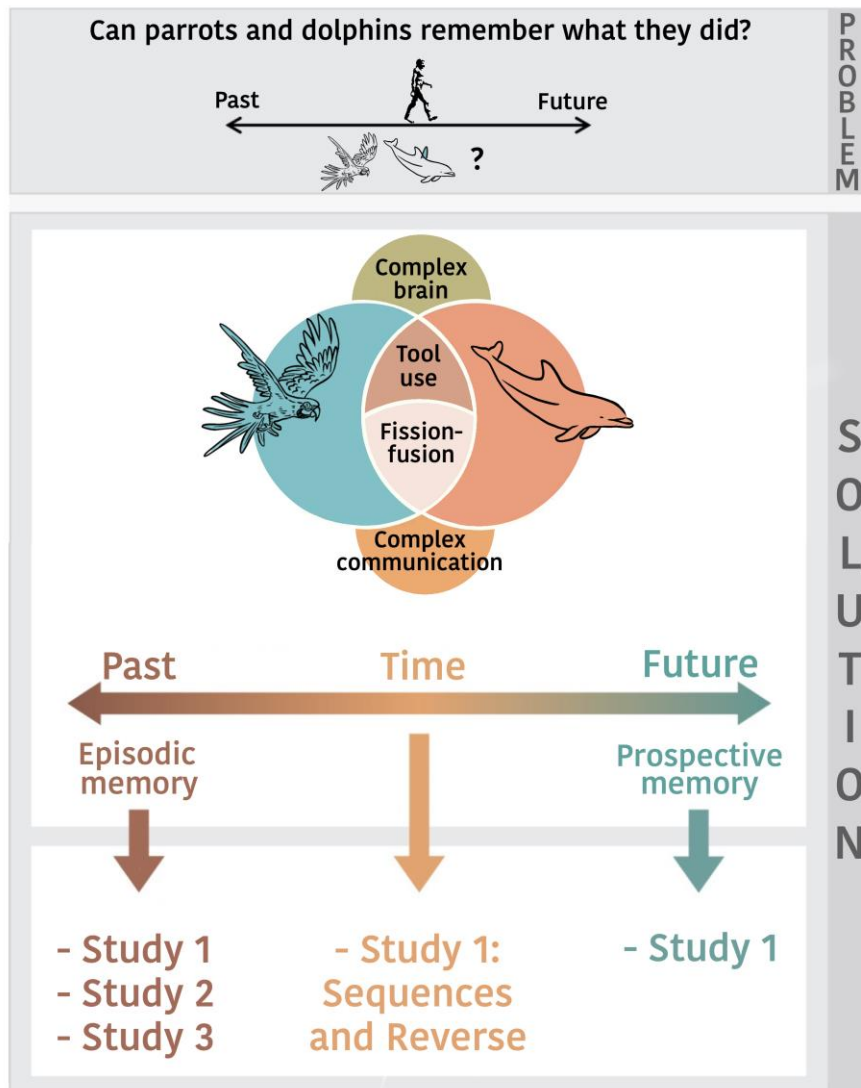 Can parrots and dolphins remember what they did?
Past
Future
?
PROBLEM
Complex
brain
Tool
use
Fission-
fusion
Complex
communication
Past
Time
Future
Episodic
memory
Prospective
memory
- Study 1
- Study 2
- Study 3
- Study 1:
Sequences
and Reverse
- Study 1
SOLUTION